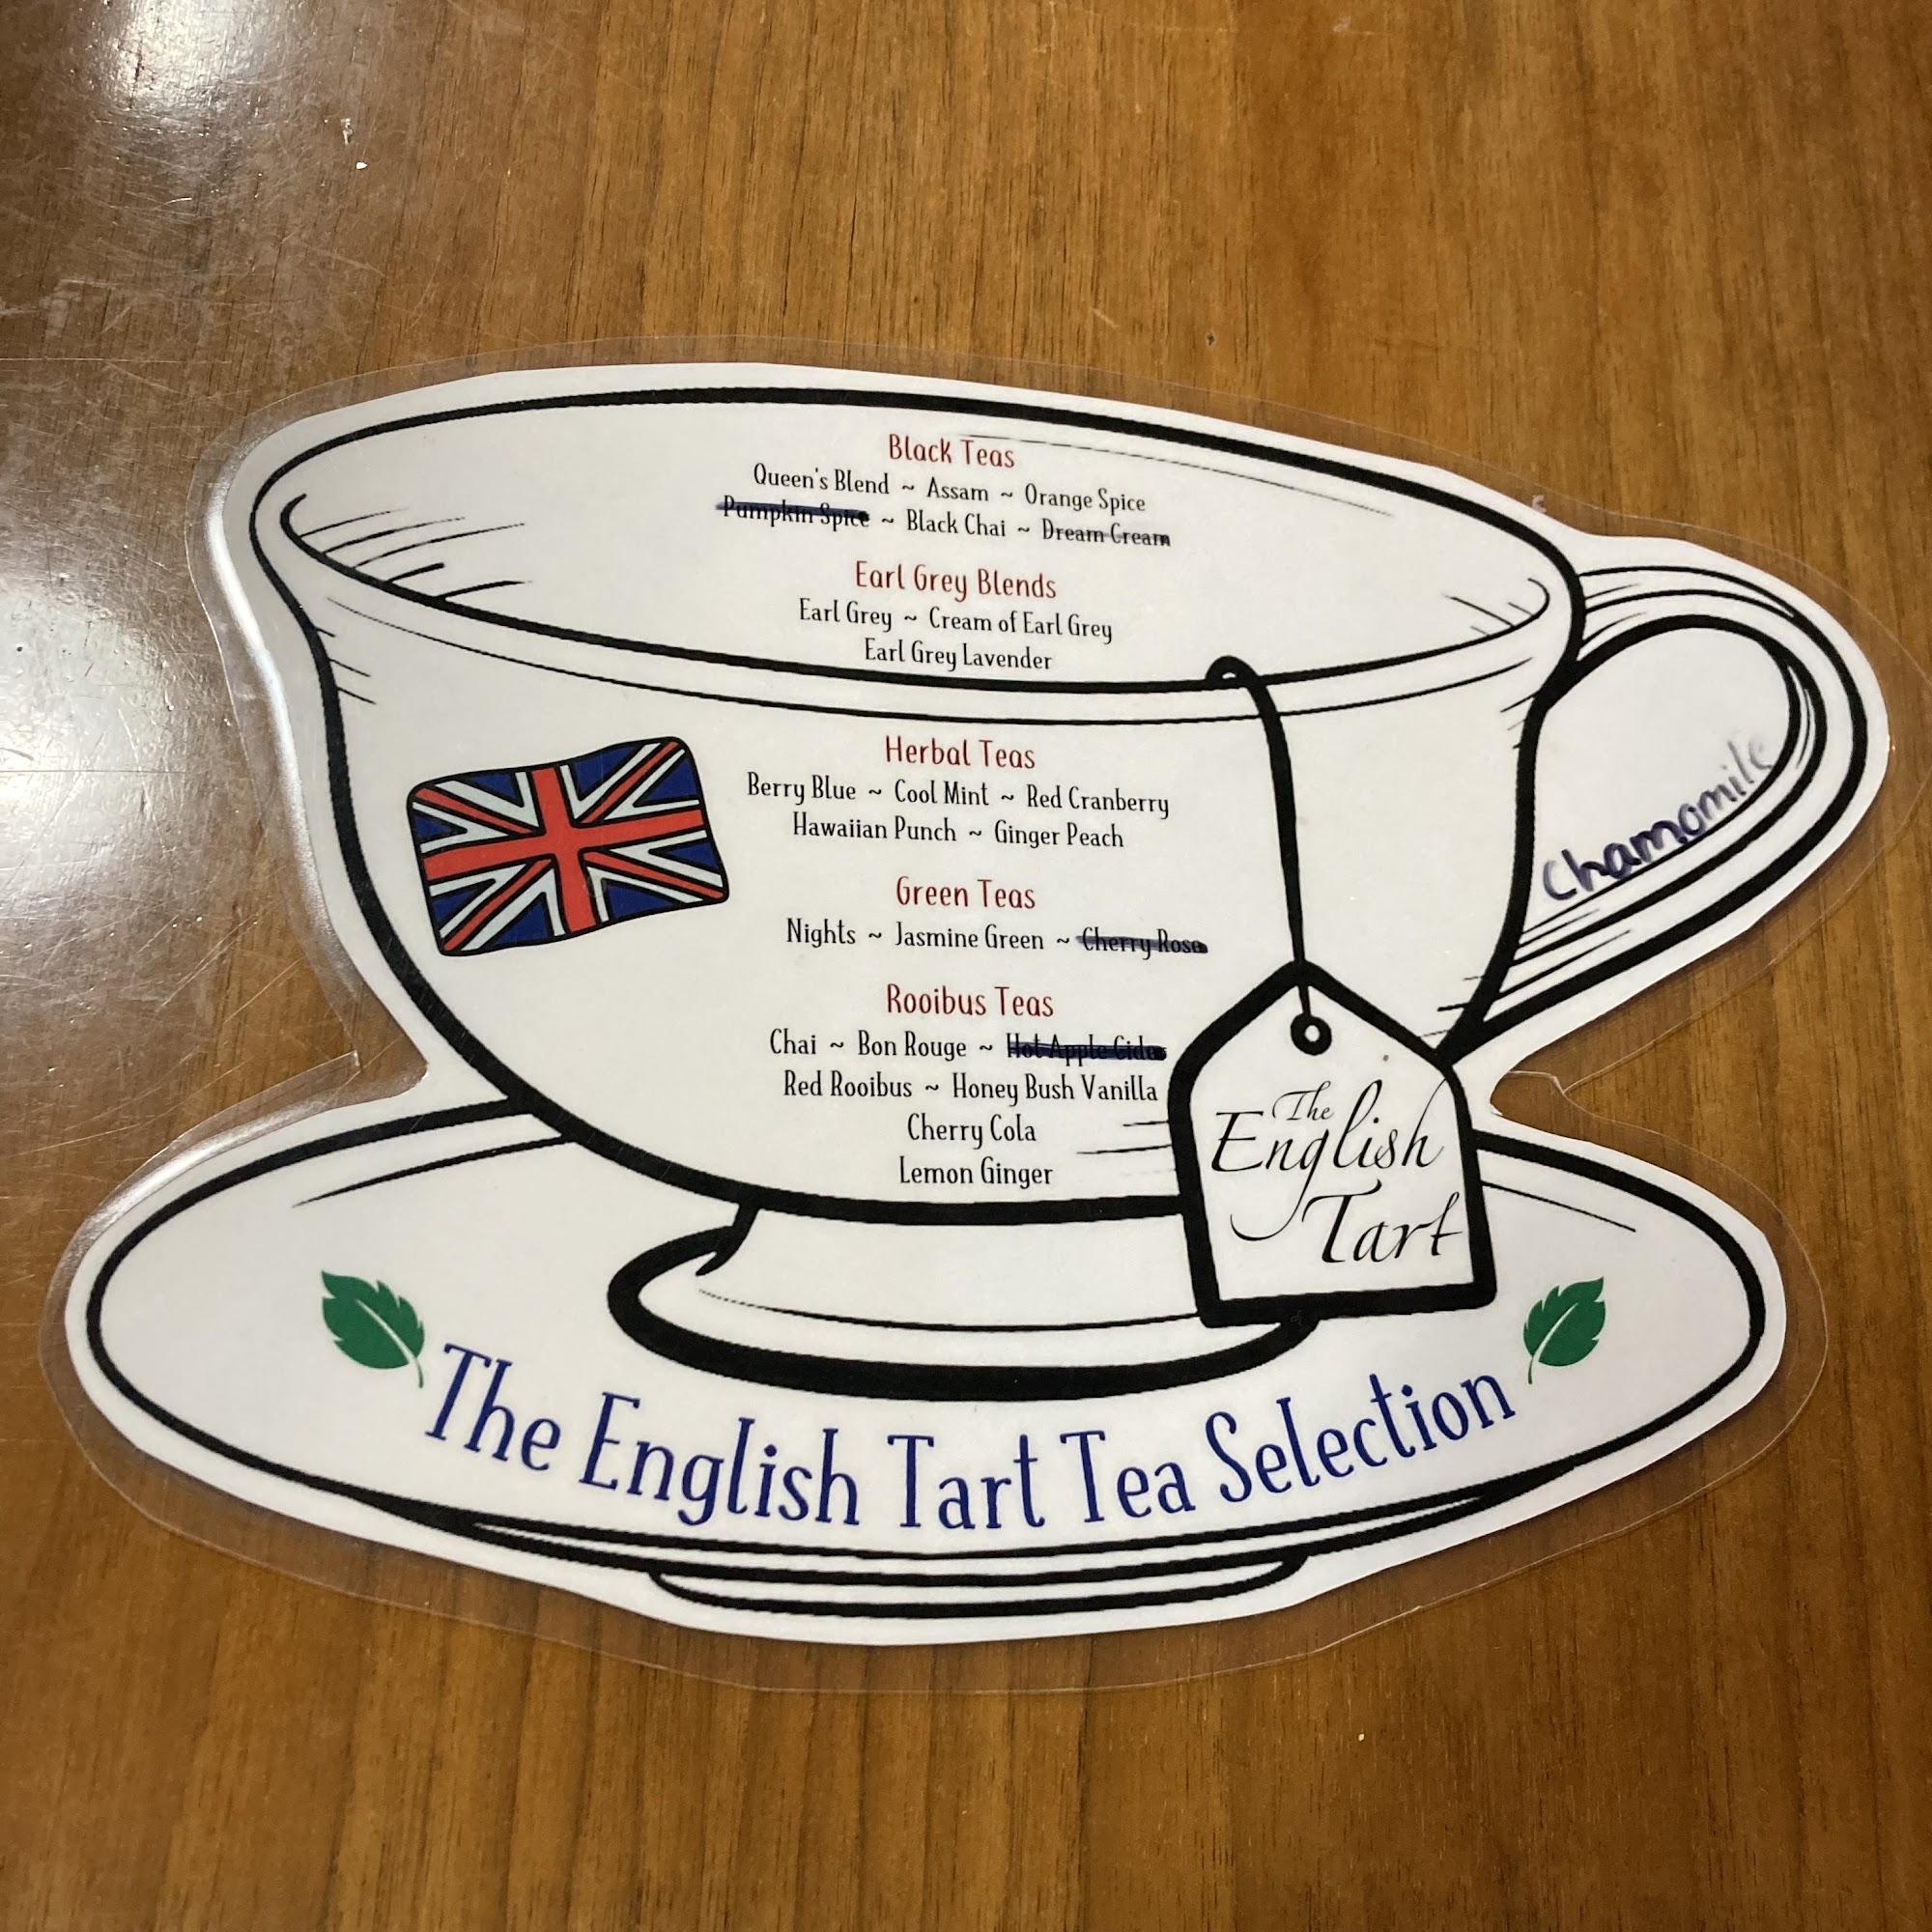 Black Teas
Queen's Blend ~ Assam ~ Orange Spice
Pumpkin Spice ~ Black Chai ~ Dream Cream
Earl Grey Blends
Earl Grey ~ Cream of Earl Grey
Earl Grey Lavender
Herbal Teas
Berry Blue ~ Cool Mint ~ Red Cranberry
Hawaiian Punch ~ Ginger Peach
Green Teas
Nights ~ Jasmine Green ~ Cherry Rose
Rooibus Teas
Chai ~ Bon Rouge ~ Hot Apple Cider
Red Rooibus ~ Honey Bush Vanilla
Cherry Cola
Lemon Ginger
Chamomile
The
English
Tart
The English Tart Tea Selection